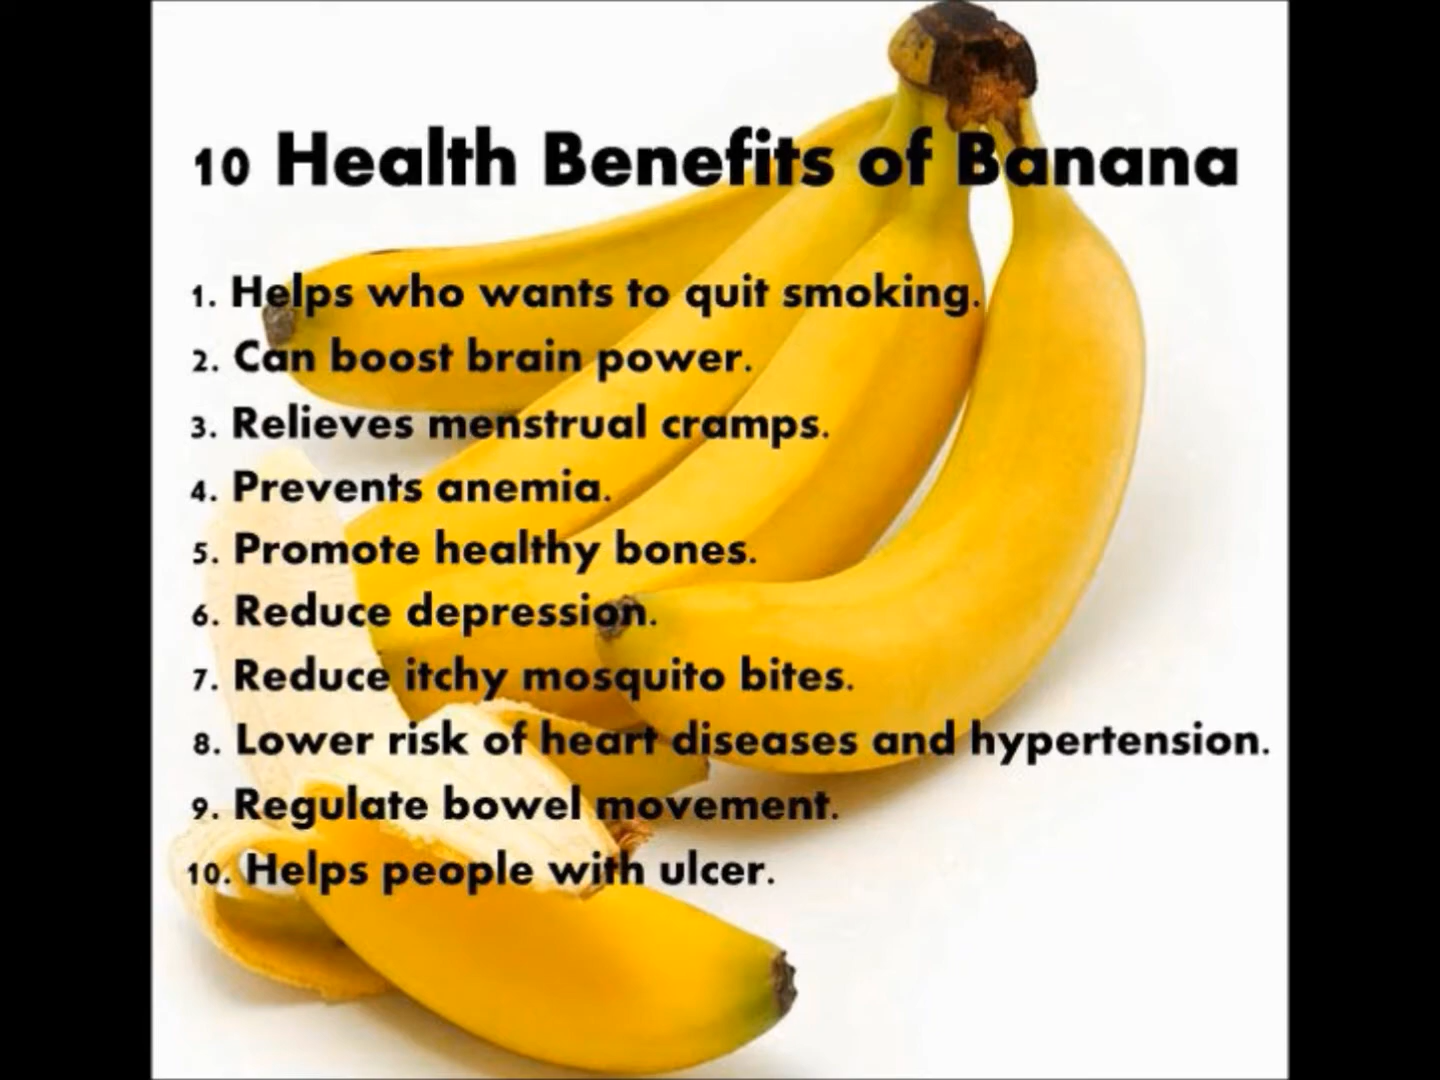 10 Health Benefits of Banana
1. Helps who wants to quit smoking.
2. Can boost brain power.
3. Relieves menstrual cramps.
4. Prevents anemia.
5. Promote healthy bones.
6. Reduce depression.
7. Reduce itchy mosquito bites.
8. Lower risk of heart diseases and hypertension.
9. Regulate bowel movement.
10. Helps people with ulcer.